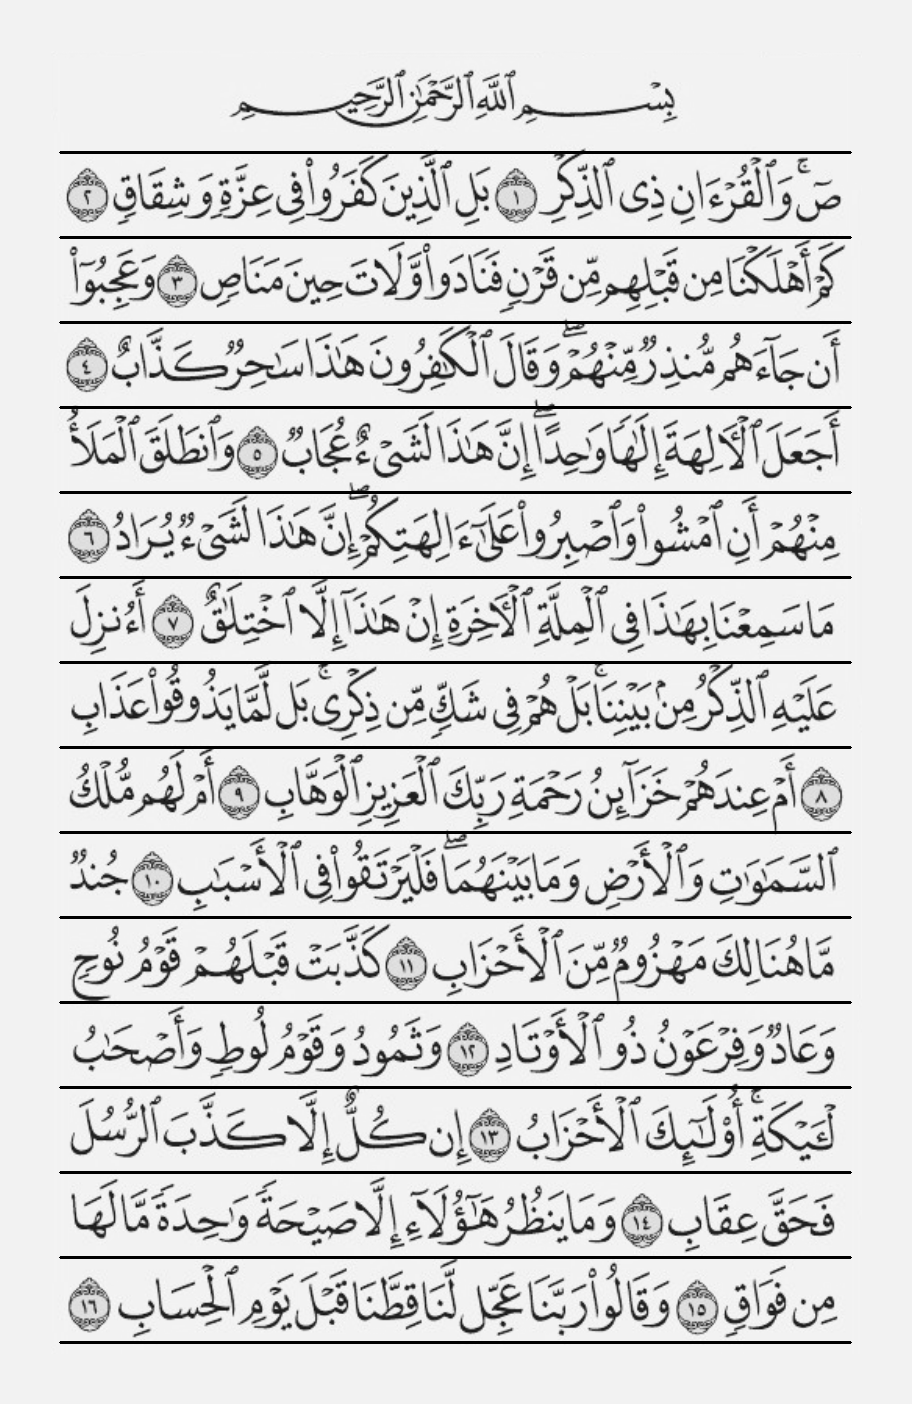 بِسْمِ ٱللَّهِ ٱلرَّحْمَٰنِ ٱلرَّحِيمِ
صٓ ۚ وَٱلْقُرْءَانِ ذِى ٱلذِّكْرِ ١ بَلِ ٱلَّذِينَ كَفَرُوا۟ فِى عِزَّةٍ وَشِقَاقٍ ٢
كَمْ أَهْلَكْنَا مِن قَبْلِهِم مِّن قَرْنٍ فَنَادَوا۟ وَّلَاتَ حِينَ مَنَاصٍ ٣ وَعَجِبُوٓا۟
أَن جَآءَهُم مُّنذِرٌ مِّنْهُمْ ۖ وَقَالَ ٱلْكَٰفِرُونَ هَٰذَا سَٰحِرٌ كَذَّابٌ ٤
أَجَعَلَ ٱلْءَالِهَةَ إِلَٰهًا وَٰحِدًا ۖ إِنَّ هَٰذَا لَشَىْءٌ عُجَابٌ ٥ وَٱنطَلَقَ ٱلْمَلَأُ
مِنْهُمْ أَنِ ٱمْشُوا۟ وَٱصْبِرُوا۟ عَلَىٰٓ ءَالِهَتِكُمْ ۖ إِنَّ هَٰذَا لَشَىْءٌ يُرَادُ ٦
مَا سَمِعْنَا بِهَٰذَا فِى ٱلْمِلَّةِ ٱلْءَاخِرَةِ إِنْ هَٰذَآ إِلَّا ٱخْتِلَٰقٌ ٧ أَءُنزِلَ
عَلَيْهِ ٱلذِّكْرُ مِنۢ بَيْنِنَا ۚ بَلْ هُمْ فِى شَكٍّ مِّن ذِكْرِى ۚ بَل لَّمَّا يَذُوقُوا۟ عَذَابِ
٨ أَمْ عِندَهُمْ خَزَآئِنُ رَحْمَةِ رَبِّكَ ٱلْعَزِيزِ ٱلْوَهَّابِ ٩ أَمْ لَهُم مُّلْكُ
ٱلسَّمَٰوَٰتِ وَٱلْأَرْضِ وَمَا بَيْنَهُمَا ۖ فَلْيَرْتَقُوا۟ فِى ٱلْأَسْبَٰبِ ١٠ جُندٌ
مَّا هُنَالِكَ مَهْزُومٌ مِّنَ ٱلْأَحْزَابِ ١١ كَذَّبَتْ قَبْلَهُمْ قَوْمُ نُوحٍ
وَعَادٌ وَفِرْعَوْنُ ذُو ٱلْأَوْتَادِ ١٢ وَثَمُودُ وَقَوْمُ لُوطٍ وَأَصْحَٰبُ
لْـَٔيْكَةِ ۚ أُو۟لَٰٓئِكَ ٱلْأَحْزَابُ ١٣ إِن كُلٌّ إِلَّا كَذَّبَ ٱلرُّسُلَ
فَحَقَّ عِقَابِ ١٤ وَمَا يَنظُرُ هَٰٓؤُلَآءِ إِلَّا صَيْحَةً وَٰحِدَةً مَّا لَهَا
مِن فَوَاقٍ ١٥ وَقَالُوا۟ رَبَّنَا عَجِّل لَّنَا قِطَّنَا قَبْلَ يَوْمِ ٱلْحِسَابِ ١٦